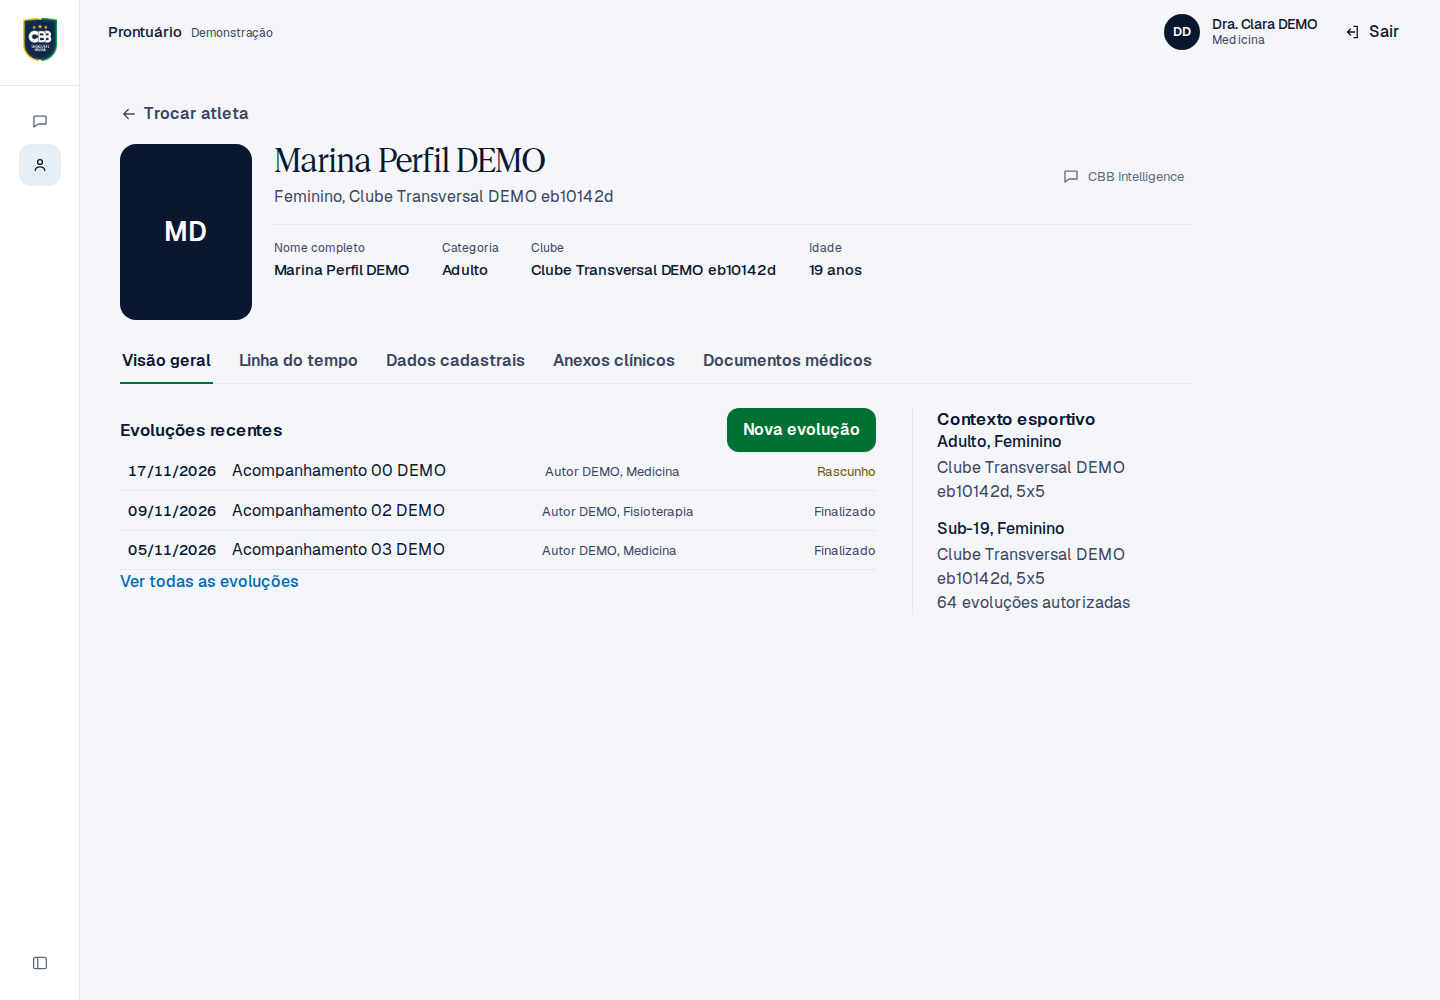 CBB
Prontuário Demonstração
DD
Dra. Clara DEMO
Medicina
Sair
Trocar atleta
MD
Marina Perfil DEMO
Feminino, Clube Transversal DEMO eb10142d
CBB Intelligence
Nome completo
Marina Perfil DEMO
Categoria
Adulto
Clube
Clube Transversal DEMO eb10142d
Idade
19 anos
Visão geral
Linha do tempo
Dados cadastrais
Anexos clínicos
Documentos médicos
Evoluções recentes
Nova evolução
17/11/2026 Acompanhamento 00 DEMO Autor DEMO, Medicina Rascunho
09/11/2026 Acompanhamento 02 DEMO Autor DEMO, Fisioterapia Finalizado
05/11/2026 Acompanhamento 03 DEMO Autor DEMO, Medicina Finalizado
Ver todas as evoluções
Contexto esportivo
Adulto, Feminino
Clube Transversal DEMO
eb10142d, 5x5
Sub-19, Feminino
Clube Transversal DEMO
eb10142d, 5x5
64 evoluções autorizadas